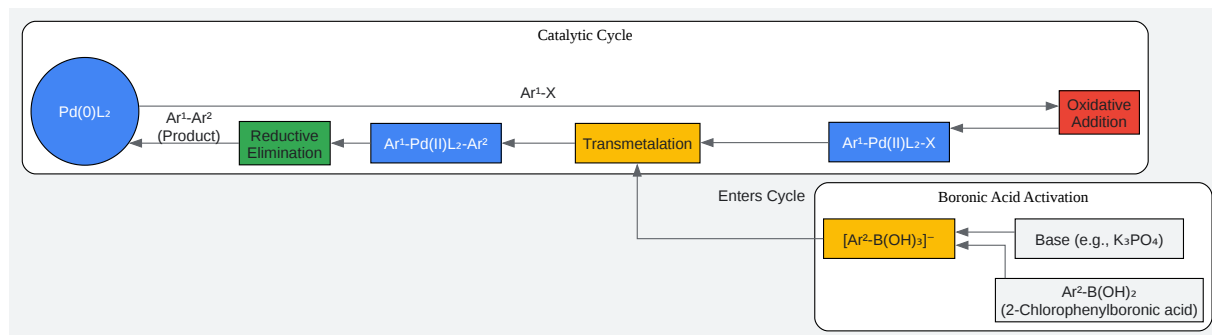 Catalytic Cycle
Pd(0)L₂
Ar¹-X
Oxidative
Addition
Ar¹-Ar²
(Product)
Reductive
Elimination
Ar¹-Pd(II)L₂-Ar²
Transmetalation
Ar¹-Pd(II)L₂-X
Enters Cycle
Boronic Acid Activation
[Ar²-B(OH)₃]⁻
Base (e.g., K₃PO₄)
Ar²-B(OH)₂
(2-Chlorophenylboronic acid)